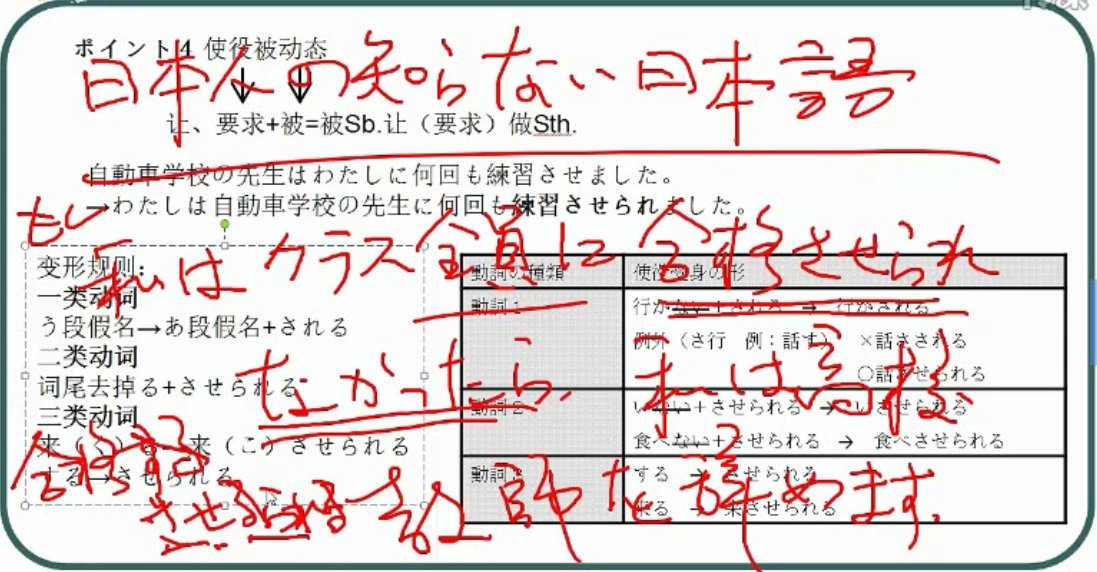 ポイント4 使役被动态
日本人の知らない日本語
让、要求+被=被Sb.让（要求）做Sth.
自動車学校の先生はわたしに何回も練習させました。
→わたしは自動車学校の先生に何回も練習させられました。
もし
私はクラス全員に合格させられ
なかったら、私は高校
師を辞めます。
变形规则：
一类动词
う段假名→あ段假名+される
二类动词
词尾去掉る+させられる
三类动词
来（く）る 来（こ）させられる
する→させられる
合格する
させられる
動詞の種類 使役受身の形
動詞1 行かない+される → 行かされる
例外（さ行 例：話す） ×話さされる
○話させられる
動詞2 いない+させられる → いさせられる
食べない+させられる → 食べさせられる
動詞3 する → させられる
来る → 来させられる